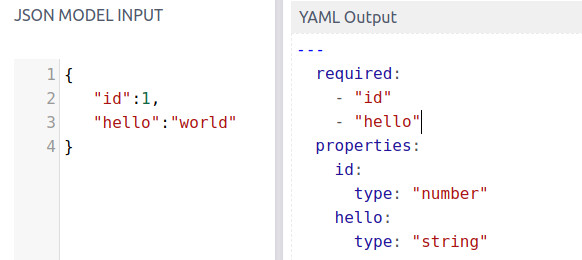 JSON MODEL INPUT
1 {
2 "id":1,
3 "hello":"world"
4 }
YAML Output
---
required:
- "id"
- "hello"
properties:
id:
type: "number"
hello:
type: "string"